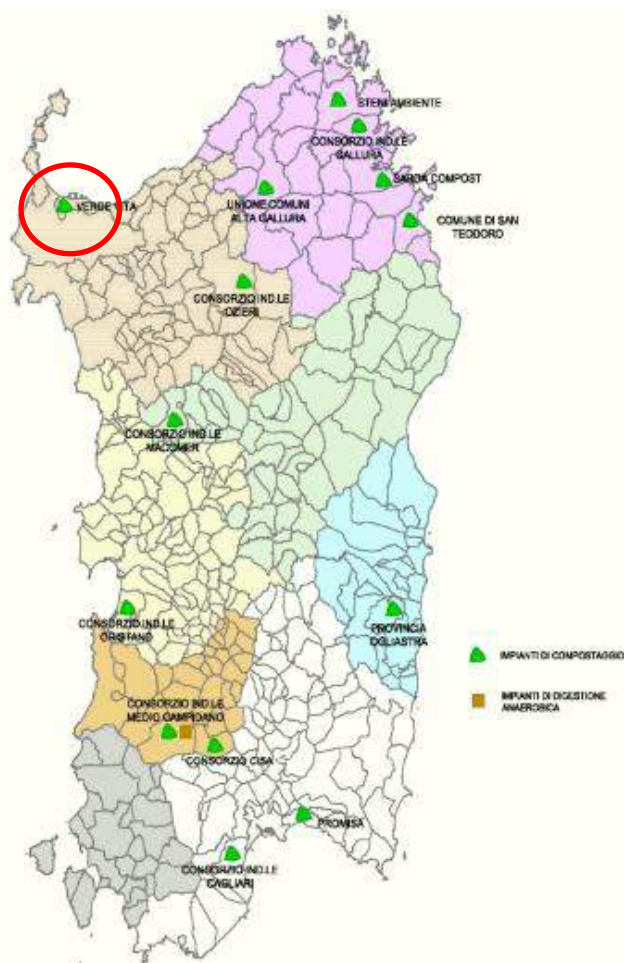 STENI AMBIENTE
CONSORZIO IND.LE
GALLURA
SARDA COMPOST
VERDE VITA
UNIONE COMUNI
ALTA GALLURA
COMUNE DI SAN
TEODORO
CONSORZIO IND.LE
OZIERI
CONSORZIO IND.LE
MACOMER
CONSORZIO IND.LE
ORISTANO
PROVINCIA
OGLIASTRA
IMPIANTI DI COMPOSTAGGIO
IMPIANTI DI DIGESTIONE
ANAEROBICA
CONSORZIO IND.LE
MEDIO CAMPIDANO
CONSORZIO CISA
PROMISA
CONSORZIO IND.LE
CAGLIARI